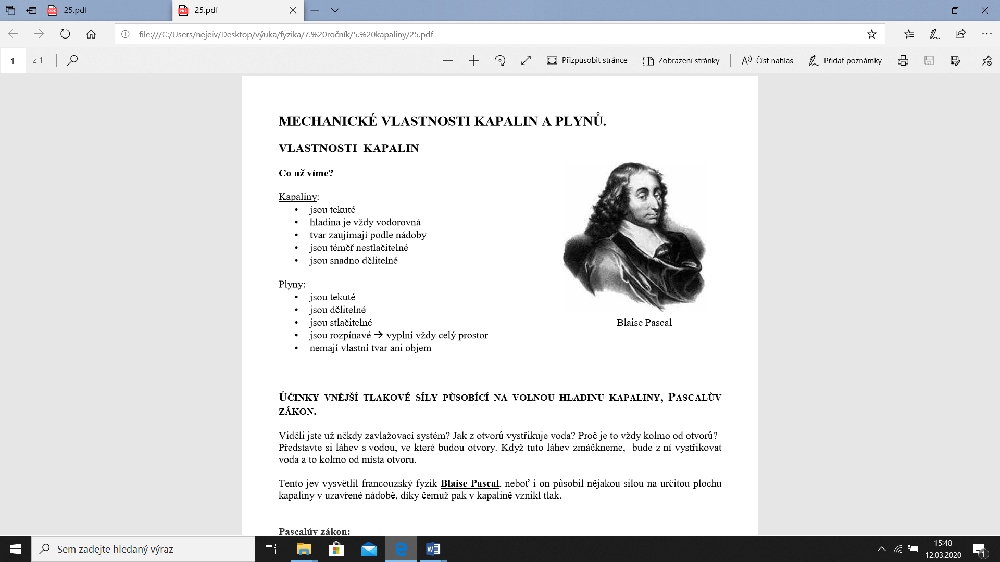 25.pdf
25.pdf
file:///C:/Users/nejeiv/Desktop/výuka/fyzika/7.%20ročník/5.%20kapaliny/25.pdf
1 z 1
Přizpůsobit stránce
Zobrazení stránky
Číst nahlas
Přidat poznámky
MECHANICKÉ VLASTNOSTI KAPALIN A PLYNŮ.
VLASTNOSTI KAPALIN
Co už víme?
Kapaliny:
• jsou tekuté
• hladina je vždy vodorovná
• tvar zaujímají podle nádoby
• jsou téměř nestlačitelné
• jsou snadno dělitelné
Plyny:
• jsou tekuté
• jsou dělitelné
• jsou stlačitelné
• jsou rozpínavé → vyplní vždy celý prostor
• nemají vlastní tvar ani objem
Blaise Pascal
ÚČINKY VNĚJŠÍ TLAKOVÉ SÍLY PŮSOBÍCÍ NA VOLNOU HLADINU KAPALINY, PASCALŮV
ZÁKON.
Viděli jste už někdy zavlažovací systém? Jak z otvorů vystřikuje voda? Proč je to vždy kolmo od otvorů?
Představte si láhev s vodou, ve které budou otvory. Když tuto láhev zmáčkneme, bude z ní vystřikovat
voda a to kolmo od místa otvoru.
Tento jev vysvětlil francouzský fyzik Blaise Pascal, neboť i on působil nějakou silou na určitou plochu
kapaliny v uzavřené nádobě, díky čemuž pak v kapalině vznikl tlak.
Pascalův zákon:
Sem zadejte hledaný výraz
15:48
12.03.2020
1